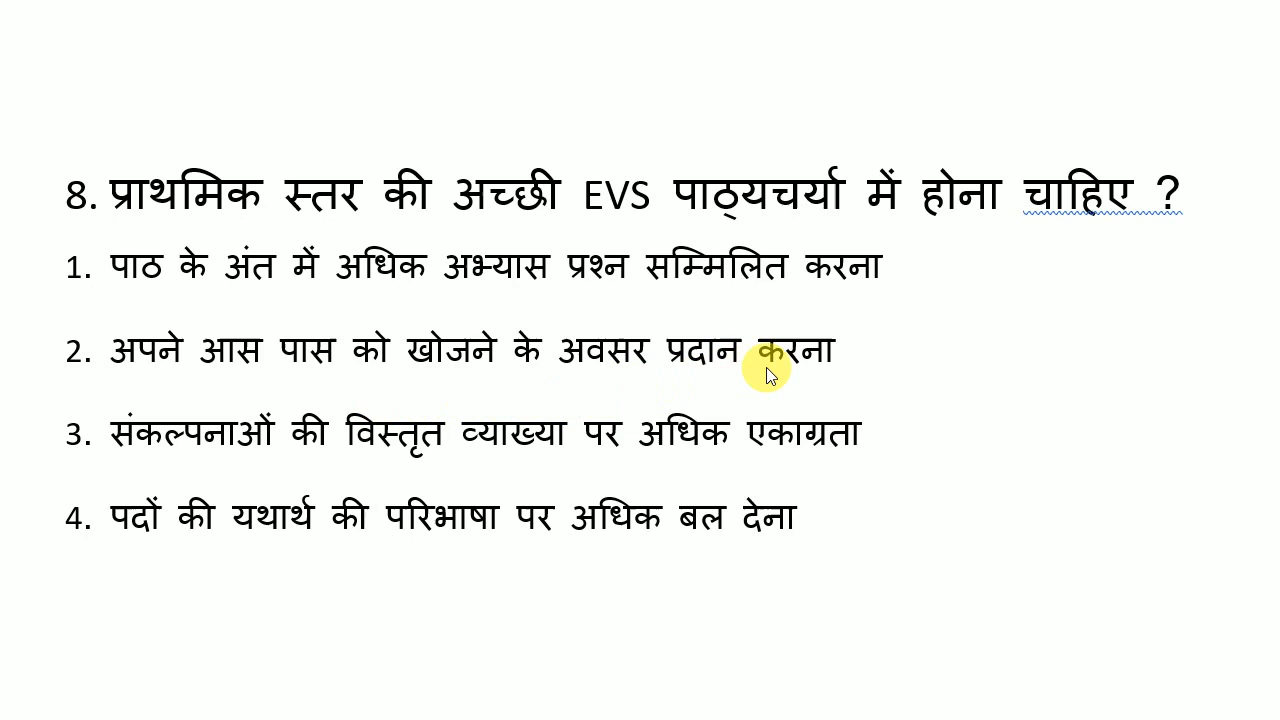 8. प्राथमिक स्तर की अच्छी EVS पाठ्यचर्या में होना चाहिए ?
1. पाठ के अंत में अधिक अभ्यास प्रश्न सम्मिलित करना
2. अपने आस पास को खोजने के अवसर प्रदान करना
3. संकल्पनाओं की विस्तृत व्याख्या पर अधिक एकाग्रता
4. पदों की यथार्थ की परिभाषा पर अधिक बल देना